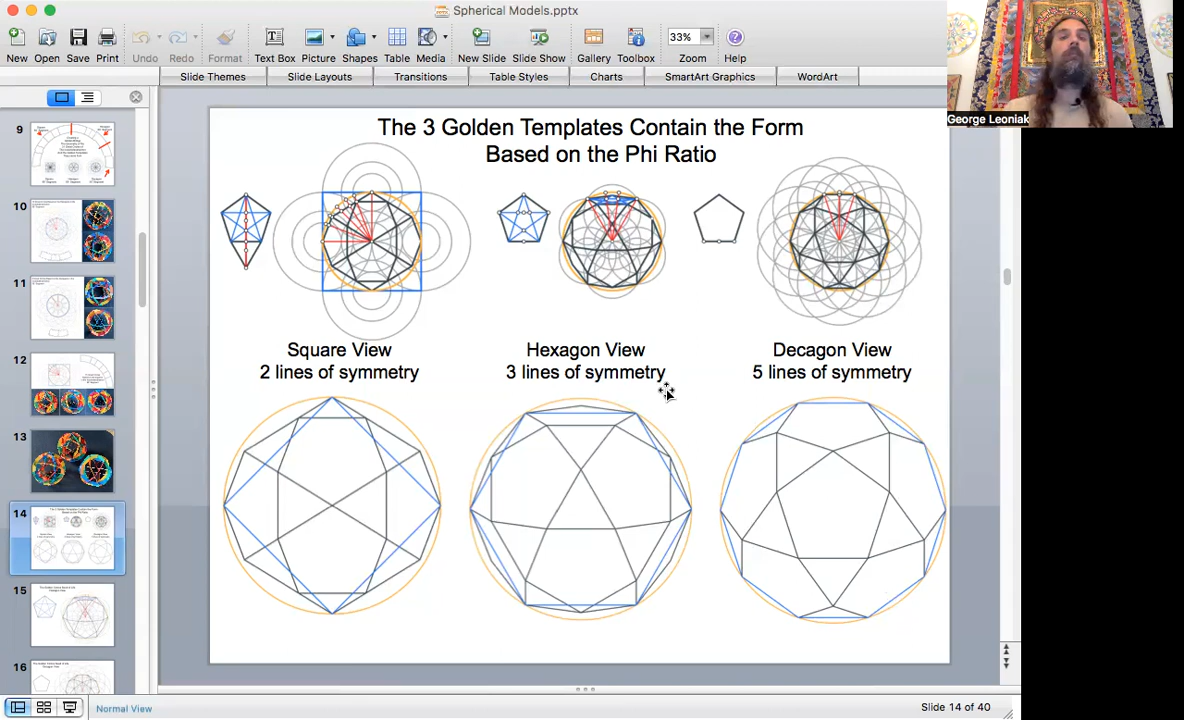 Spherical Models.pptx
New Open Save Print Undo Redo Format Text Box Picture Shapes Table Media New Slide Slide Show Gallery Toolbox Zoom Help
33%
Slide Themes Slide Layouts Transitions Table Styles Charts SmartArt Graphics WordArt
George Leoniak
9
10
11
12
13
14
15
16
The 3 Golden Templates Contain the Form
Based on the Phi Ratio
Square View
2 lines of symmetry
Hexagon View
3 lines of symmetry
Decagon View
5 lines of symmetry
Normal View
Slide 14 of 40